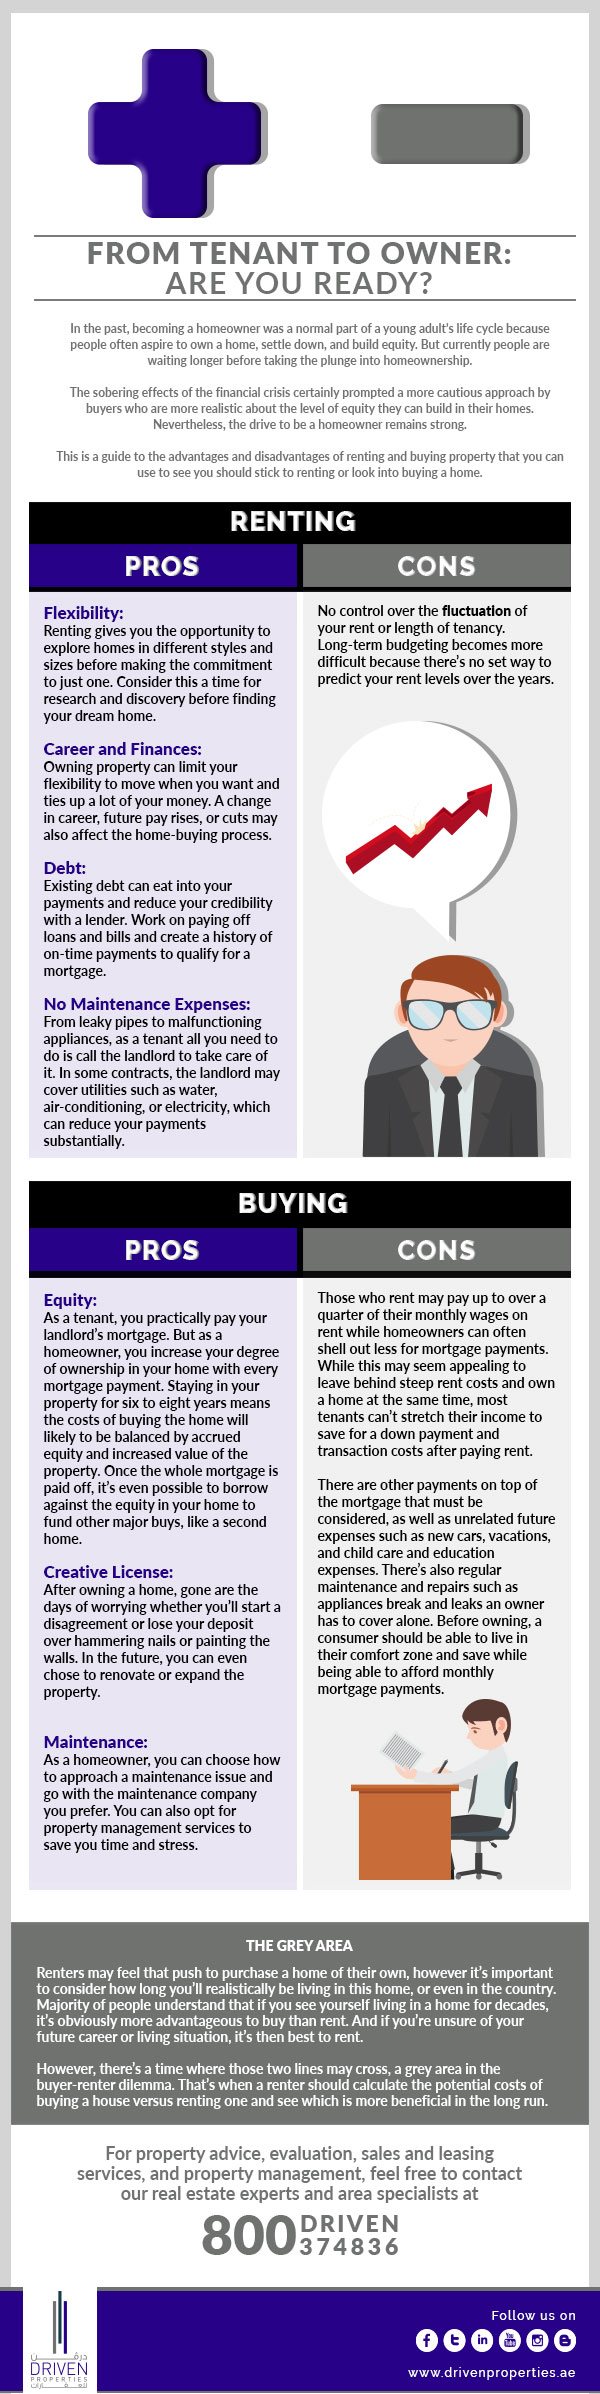 FROM TENANT TO OWNER:
ARE YOU READY?
In the past, becoming a homeowner was a normal part of a young adult's life cycle because
people often aspire to own a home, settle down, and build equity. But currently people are
waiting longer before taking the plunge into homeownership.
The sobering effects of the financial crisis certainly prompted a more cautious approach by
buyers who are more realistic about the level of equity they can build in their homes.
Nevertheless, the drive to be a homeowner remains strong.
This is a guide to the advantages and disadvantages of renting and buying property that you can
use to see you should stick to renting or look into buying a home.
RENTING
PROS
Flexibility:
Renting gives you the opportunity to
explore homes in different styles and
sizes before making the commitment
to just one. Consider this a time for
research and discovery before finding
your dream home.
Career and Finances:
Owning property can limit your
flexibility to move when you want and
ties up a lot of your money. A change
in career, future pay rises, or cuts may
also affect the home-buying process.
Debt:
Existing debt can eat into your
payments and reduce your credibility
with a lender. Work on paying off
loans and bills and create a history of
on-time payments to qualify for a
mortgage.
No Maintenance Expenses:
From leaky pipes to malfunctioning
appliances, as a tenant all you need to
do is call the landlord to take care of
it. In some contracts, the landlord may
cover utilities such as water,
air-conditioning, or electricity, which
can reduce your payments
substantially.
CONS
No control over the fluctuation of
your rent or length of tenancy.
Long-term budgeting becomes more
difficult because there's no set way to
predict your rent levels over the years.
BUYING
PROS
Equity:
As a tenant, you practically pay your
landlord's mortgage. But as a
homeowner, you increase your degree
of ownership in your home with every
mortgage payment. Staying in your
property for six to eight years means
the costs of buying the home will
likely to be balanced by accrued
equity and increased value of the
property. Once the whole mortgage is
paid off, it's even possible to borrow
against the equity in your home to
fund other major buys, like a second
home.
Creative License:
After owning a home, gone are the
days of worrying whether you'll start a
disagreement or lose your deposit
over hammering nails or painting the
walls. In the future, you can even
chose to renovate or expand the
property.
Maintenance:
As a homeowner, you can choose how
to approach a maintenance issue and
go with the maintenance company
you prefer. You can also opt for
property management services to
save you time and stress.
CONS
Those who rent may pay up to over a
quarter of their monthly wages on
rent while homeowners can often
shell out less for mortgage payments.
While this may seem appealing to
leave behind steep rent costs and own
a home at the same time, most
tenants can't stretch their income to
save for a down payment and
transaction costs after paying rent.
There are other payments on top of
the mortgage that must be
considered, as well as unrelated future
expenses such as new cars, vacations,
and child care and education
expenses. There's also regular
maintenance and repairs such as
appliances break and leaks an owner
has to cover alone. Before owning, a
consumer should be able to live in
their comfort zone and save while
being able to afford monthly
mortgage payments.
THE GREY AREA
Renters may feel that push to purchase a home of their own, however it's important
to consider how long you'll realistically be living in this home, or even in the country.
Majority of people understand that if you see yourself living in a home for decades,
it's obviously more advantageous to buy than rent. And if you're unsure of your
future career or living situation, it's then best to rent.
However, there's a time where those two lines may cross, a grey area in the
buyer-renter dilemma. That's when a renter should calculate the potential costs of
buying a house versus renting one and see which is more beneficial in the long run.
For property advice, evaluation, sales and leasing
services, and property management, feel free to contact
our real estate experts and area specialists at
800 DRIVEN
374836
Follow us on
You Tube
www.drivenproperties.ae
درفن
DRIVEN
PROPERTIES
للعقارات